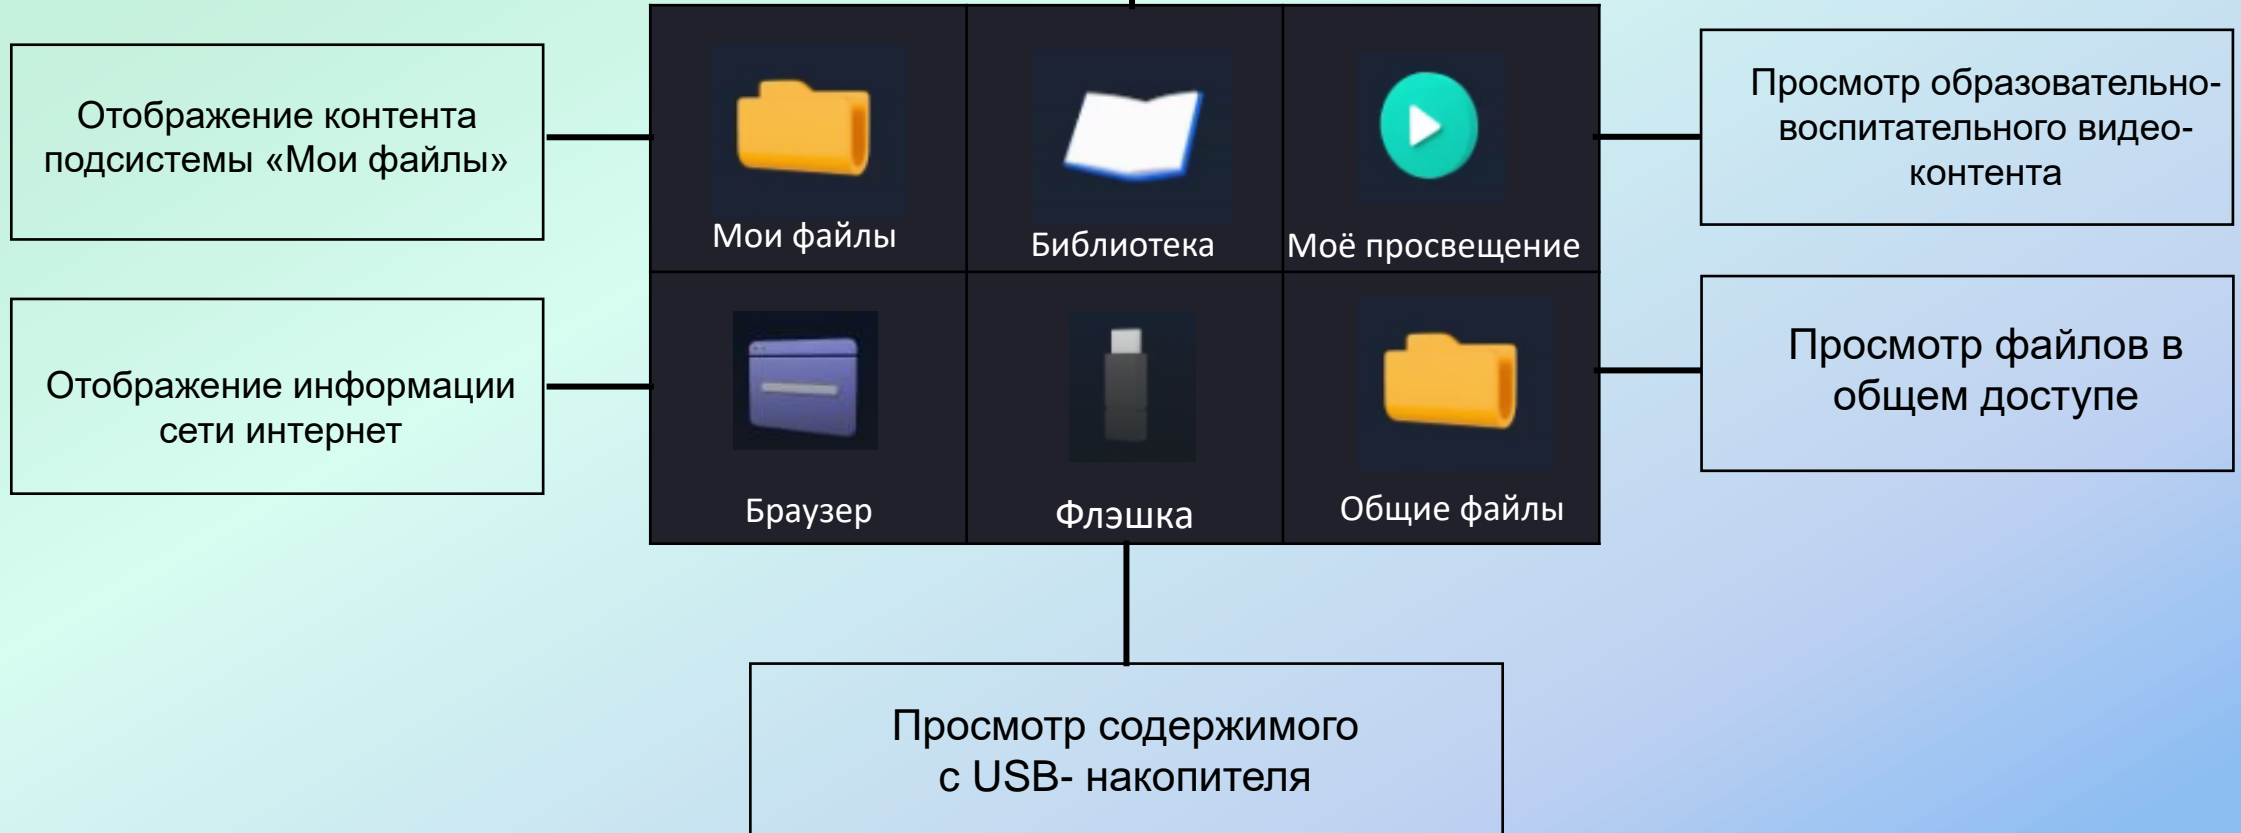 Отображение контента
подсистемы «Мои файлы»
Отображение информации
сети интернет
Мои файлы
Библиотека
Моё просвещение
Браузер
Флэшка
Общие файлы
Просмотр образовательно-
воспитательного видео-
контента
Просмотр файлов в
общем доступе
Просмотр содержимого
с USB- накопителя